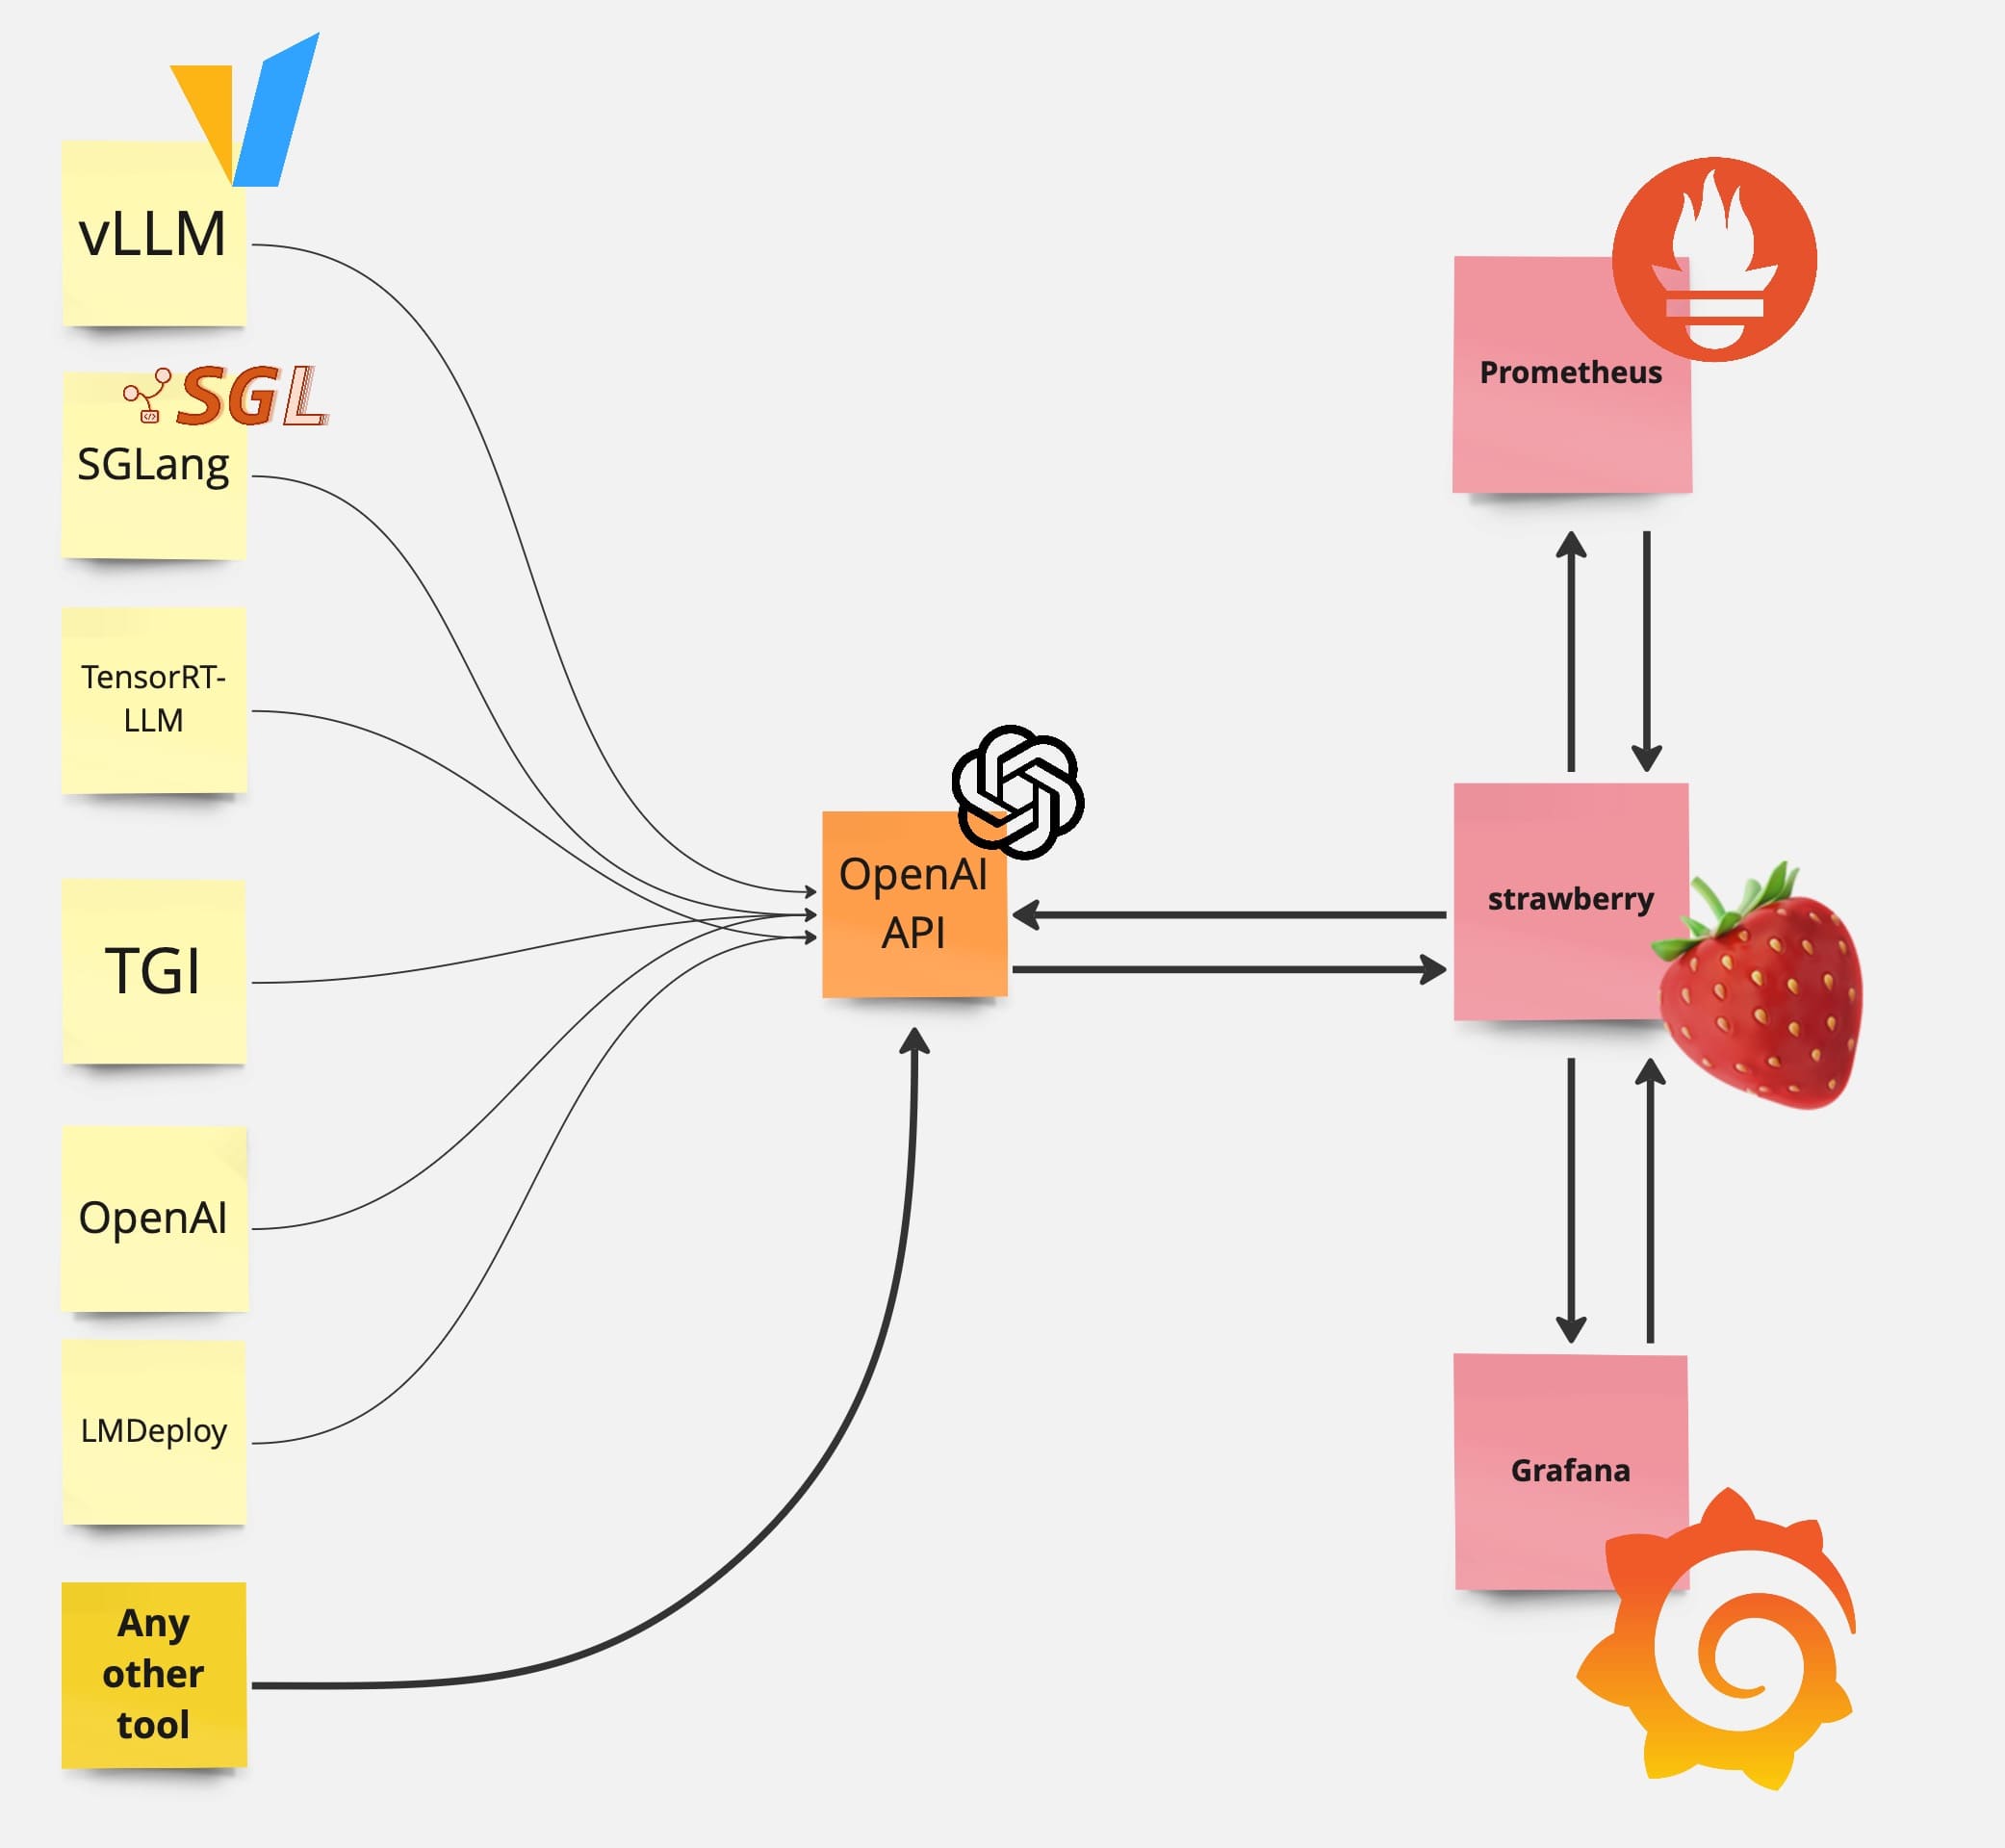 vLLM
SGL
SGLang
TensorRT-
LLM
TGI
OpenAI
LMDeploy
Any
other
tool
OpenAI
API
Prometheus
strawberry
Grafana